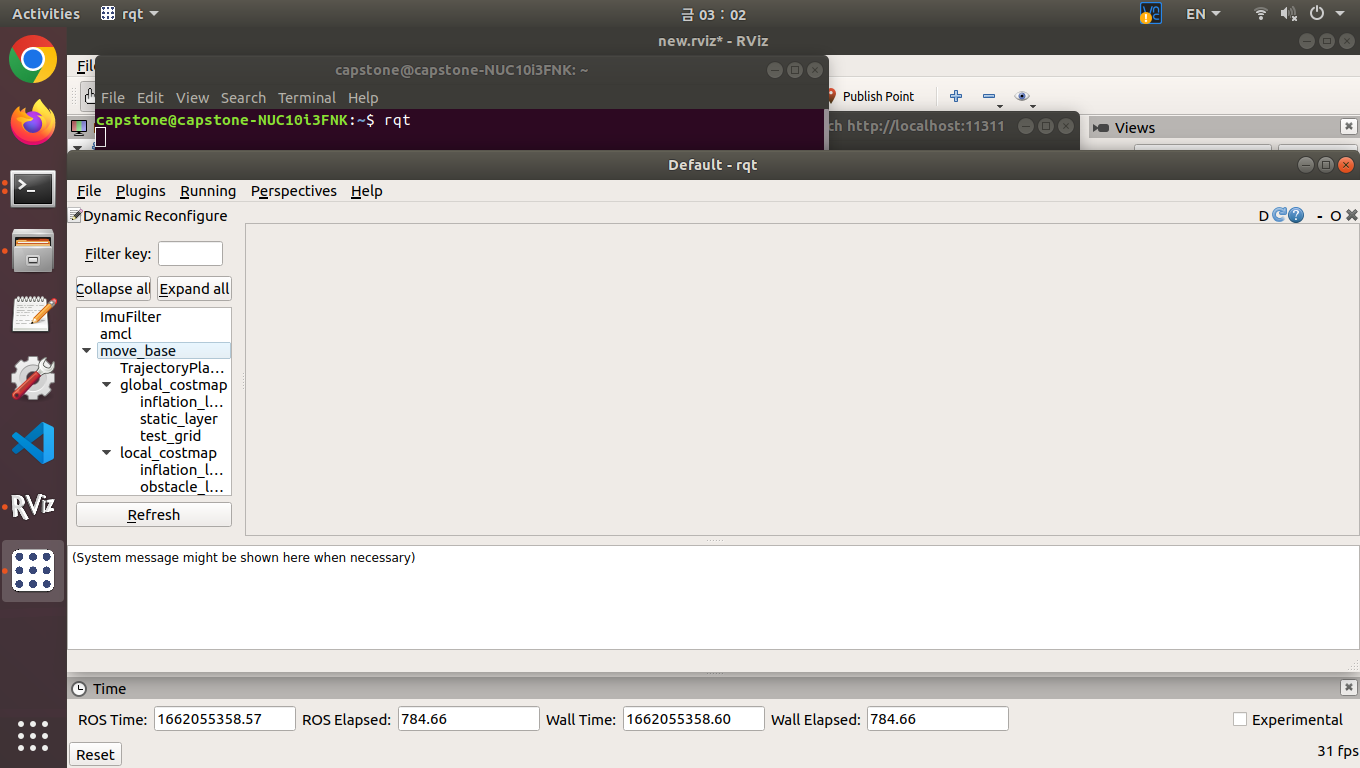 Activities rqt 금 03 : 02 EN
new.rviz* - RViz
capstone@capstone-NUC10i3FNK: ~
File Edit View Search Terminal Help
Publish Point
capstone@capstone-NUC10i3FNK:~$ rqt
ch http://localhost:11311
Views
Default - rqt
File Plugins Running Perspectives Help
Dynamic Reconfigure
D - O
Filter key:
Collapse all Expand all
ImuFilter
amcl
move_base
TrajectoryPla...
global_costmap
inflation_l...
static_layer
test_grid
local_costmap
inflation_l...
obstacle_l...
Refresh
(System message might be shown here when necessary)
Time
ROS Time: 1662055358.57 ROS Elapsed: 784.66 Wall Time: 1662055358.60 Wall Elapsed: 784.66 Experimental
Reset 31 fps
RViz